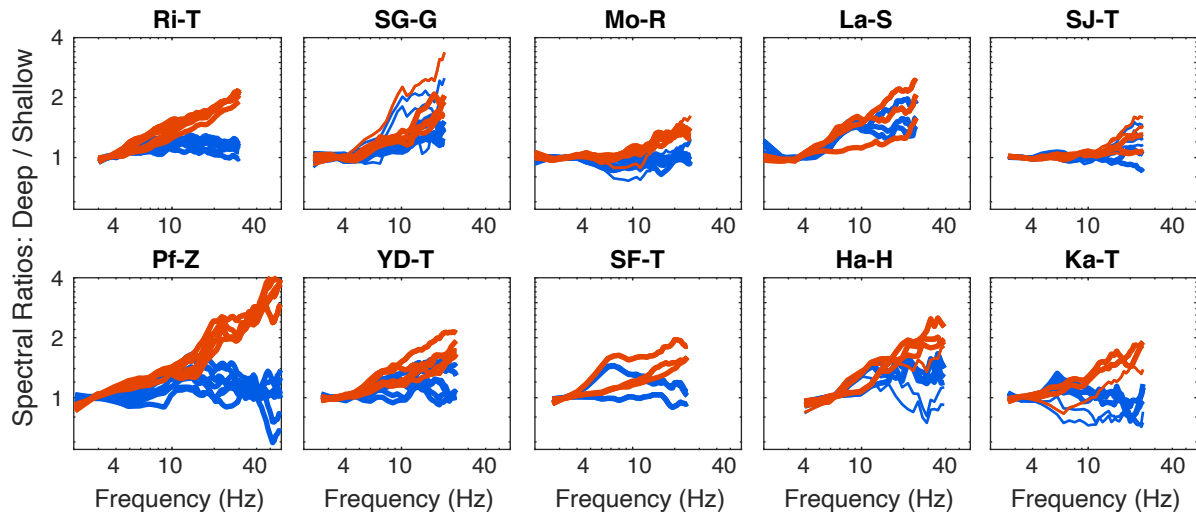 Ri-T SG-G Mo-R La-S SJ-T
Spectral Ratios: Deep / Shallow
4
2
1
4 10 40 4 10 40 4 10 40 4 10 40 4 10 40
Pf-Z YD-T SF-T Ha-H Ka-T
4
2
1
4 10 40 4 10 40 4 10 40 4 10 40 4 10 40
Frequency (Hz) Frequency (Hz) Frequency (Hz) Frequency (Hz) Frequency (Hz)